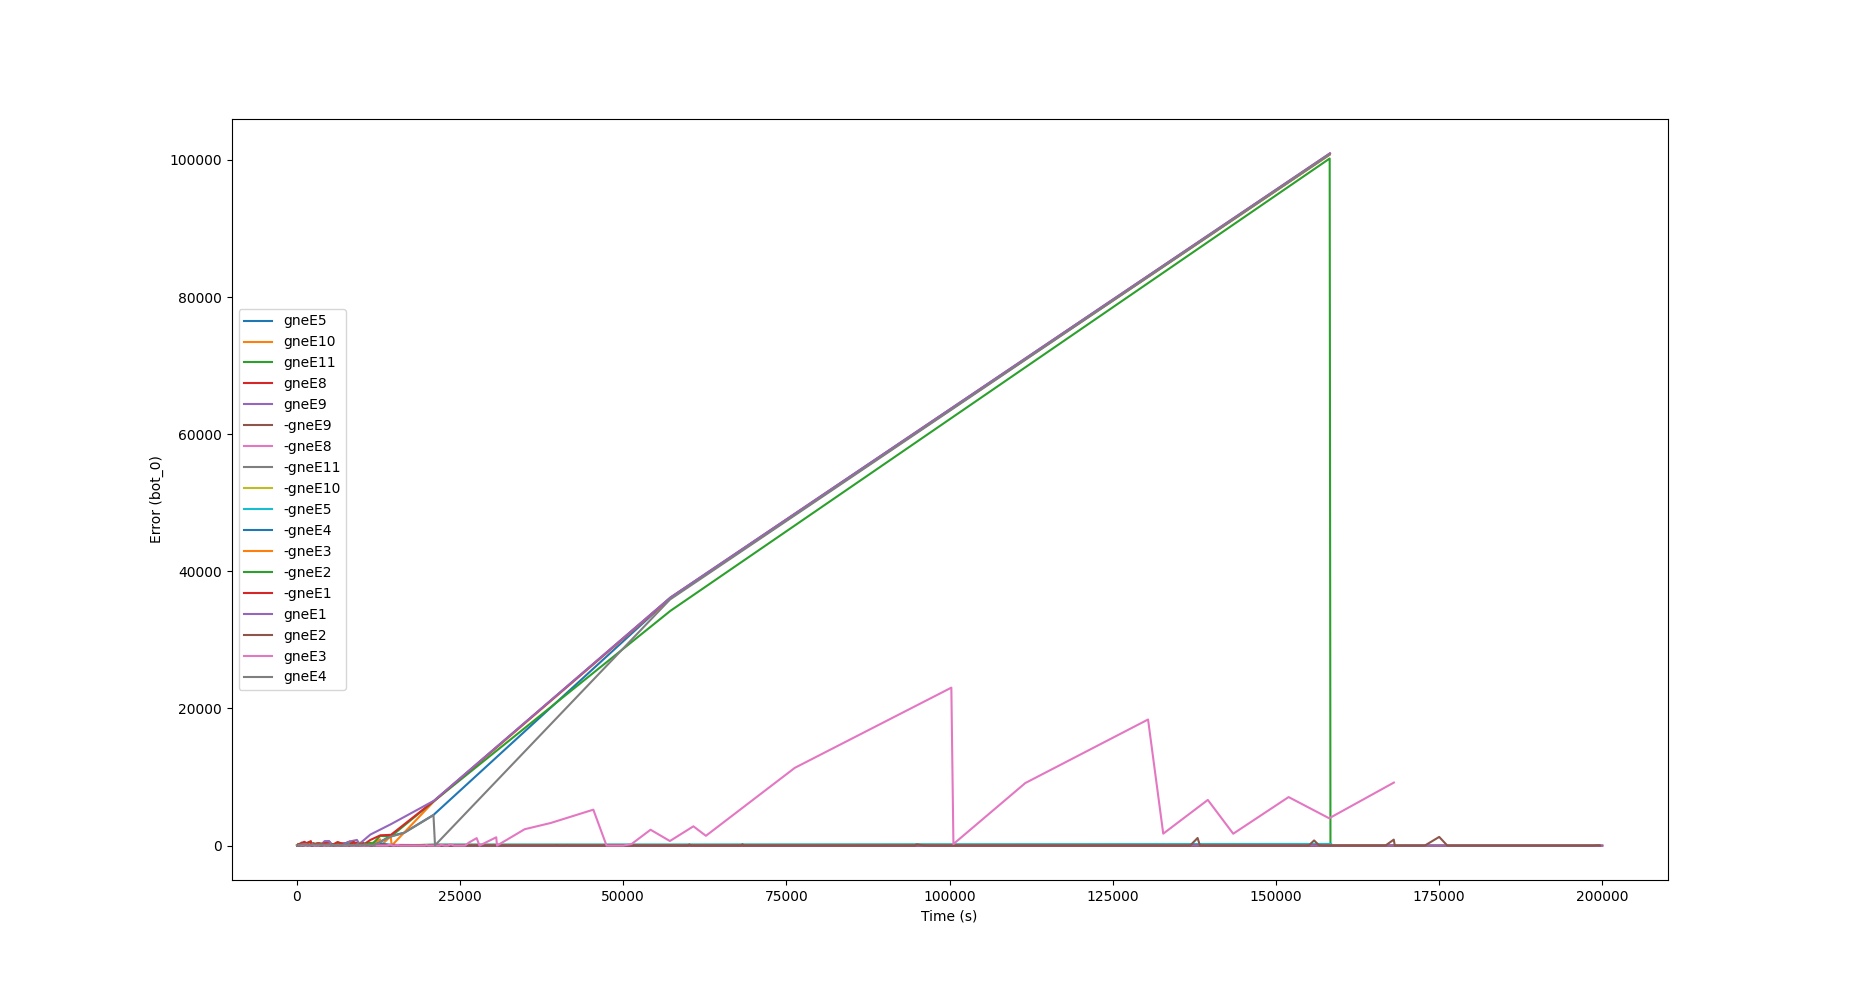 100000
80000
60000
40000
20000
0
Error (bot_0)
gneE5
gneE10
gneE11
gneE8
gneE9
-gneE9
-gneE8
-gneE11
-gneE10
-gneE5
-gneE4
-gneE3
-gneE2
-gneE1
gneE1
gneE2
gneE3
gneE4
0 25000 50000 75000 100000 125000 150000 175000 200000
Time (s)